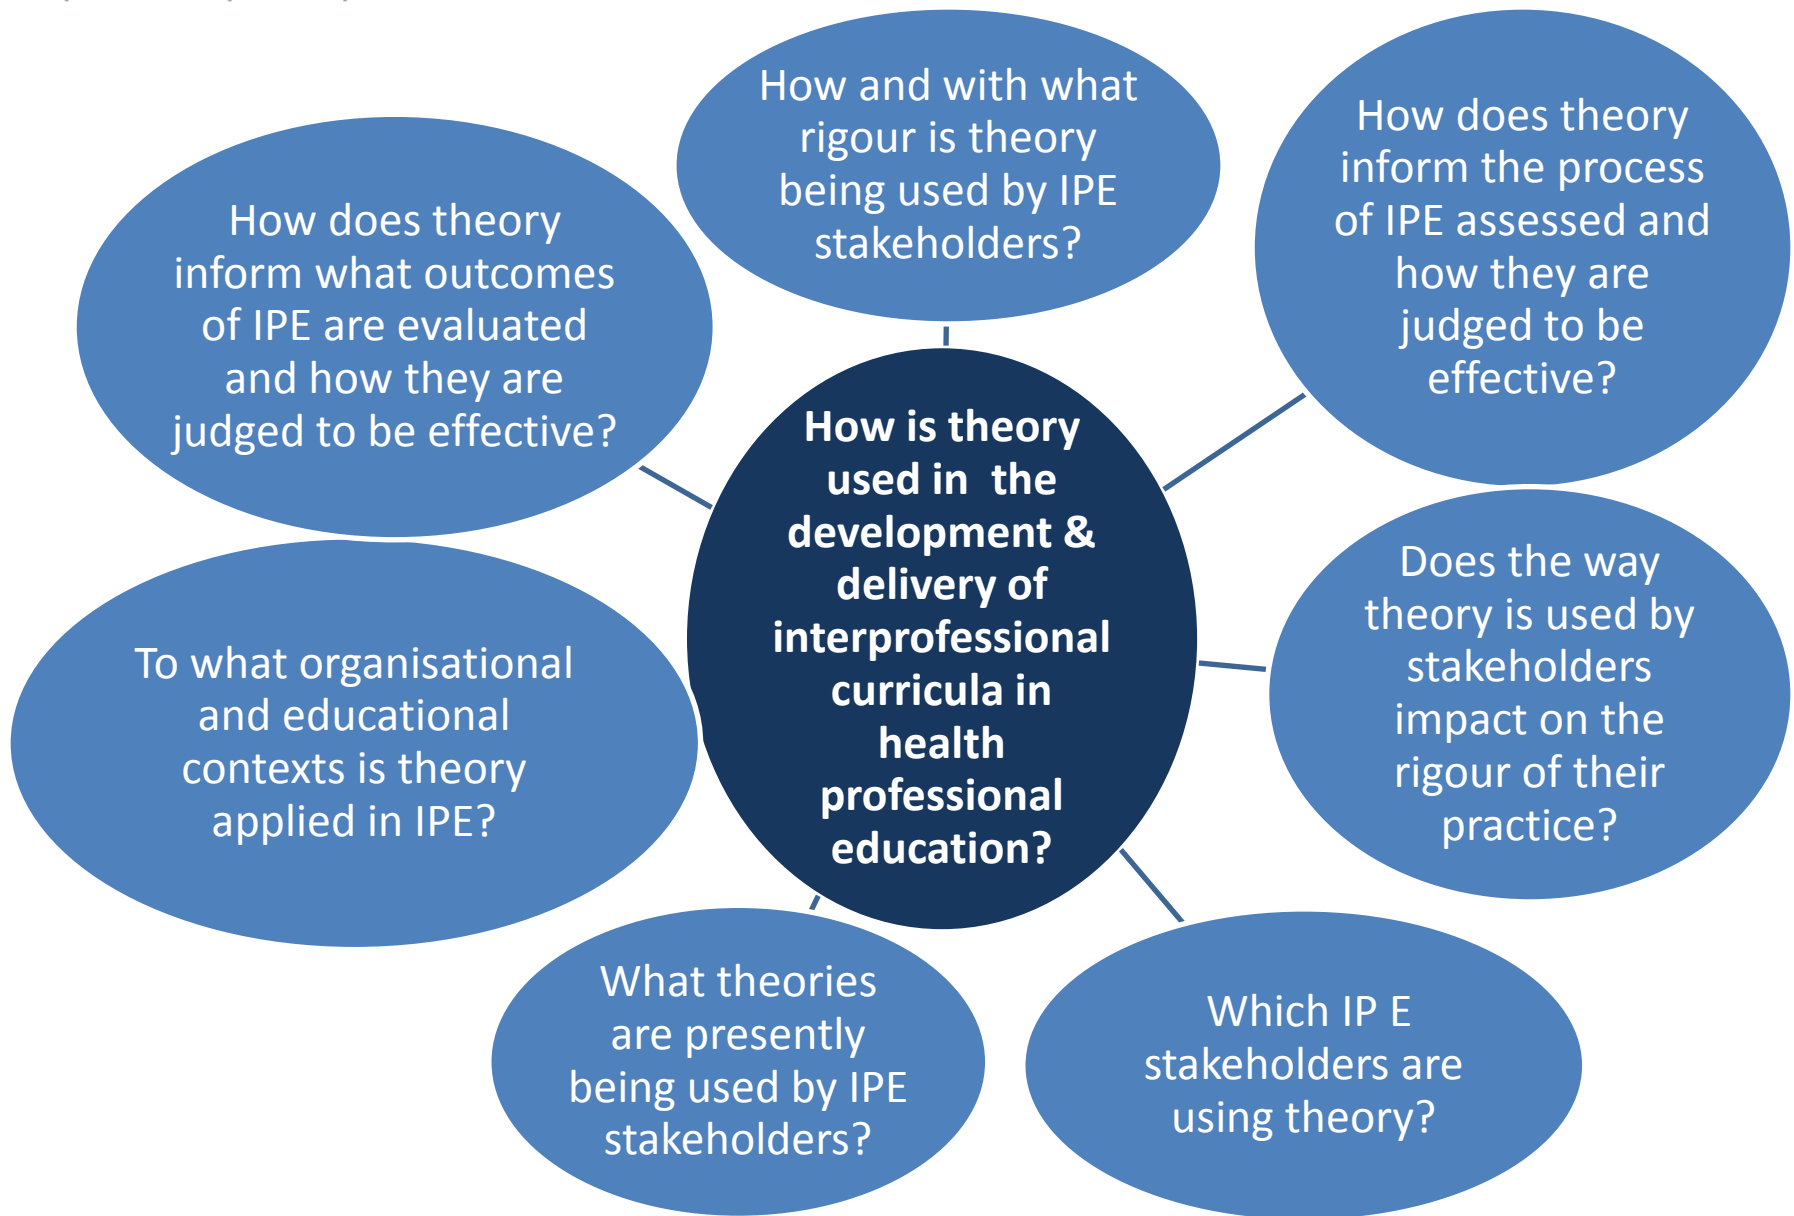 How and with what
rigour is theory
being used by IPE
stakeholders?
How does theory
inform the process
of IPE assessed and
how they are
judged to be
effective?
Does the way
theory is used by
stakeholders
impact on the
rigour of their
practice?
Which IP E
stakeholders are
using theory?
What theories
are presently
being used by IPE
stakeholders?
To what organisational
and educational
contexts is theory
applied in IPE?
How does theory
inform what outcomes
of IPE are evaluated
and how they are
judged to be effective?
How is theory
used in  the
development &
delivery of
interprofessional
curricula in
health
professional
education?